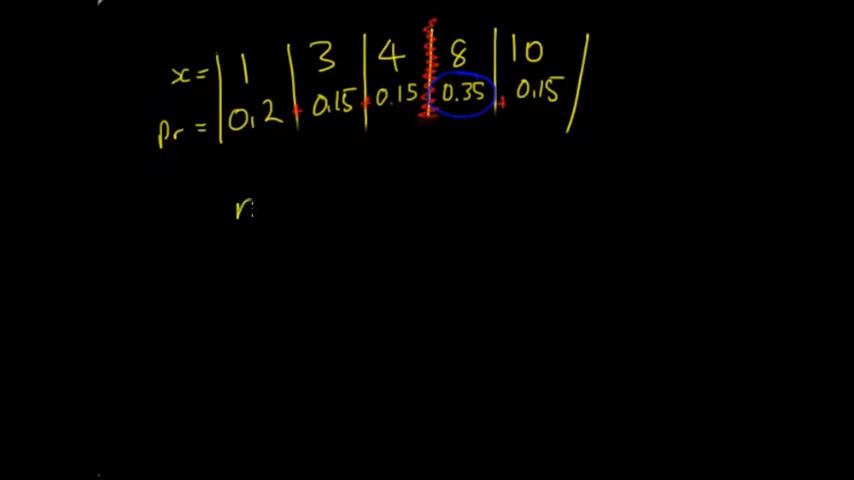 x = | 1 | 3 | 4 | 8 | 10 |
Pr = | 0.2 + 0.15 + 0.15 | 0.35 + 0.15 |
r